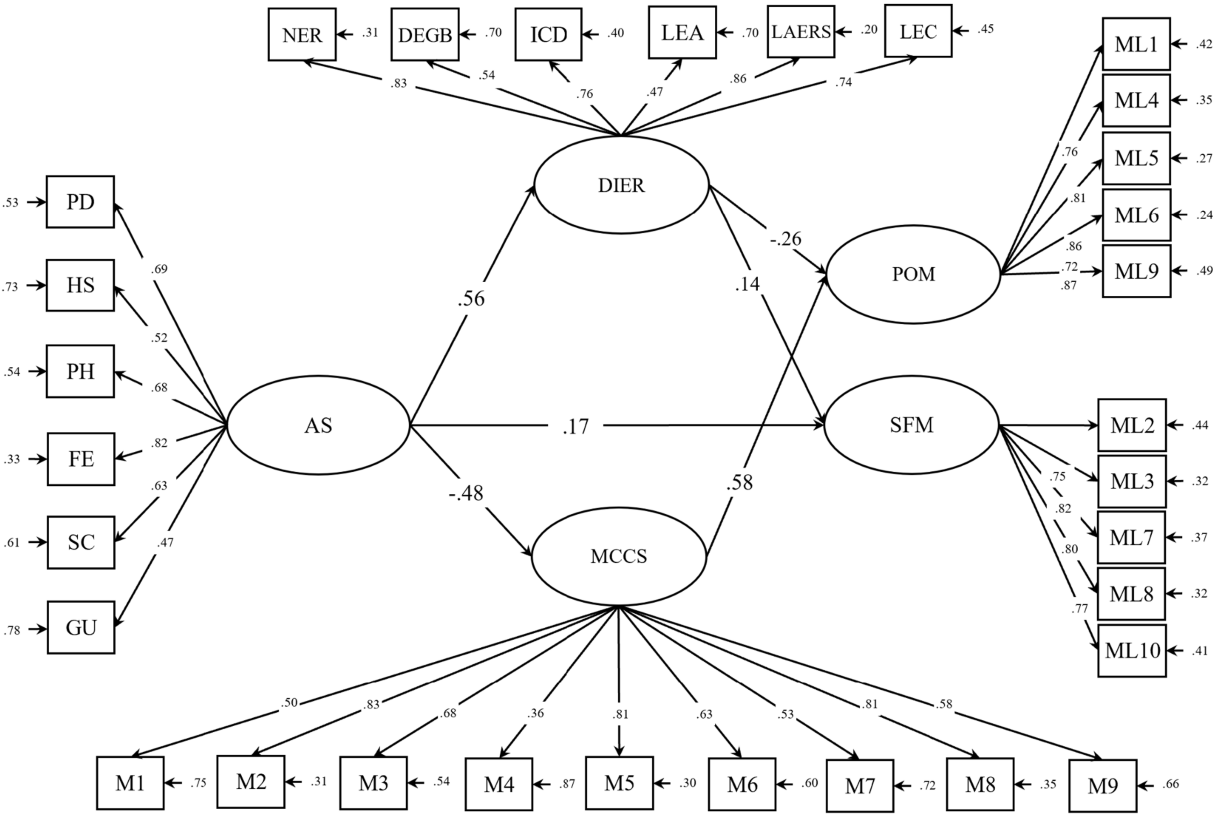 NER .31 DEGB .70 ICD .40 LEA .70 LAERS .20 LEC .45
.83 .54 .76 .47 .86 .74
ML1 .42
ML4 .35
ML5 .27
ML6 .24
ML9 .49
.76
.81
.86
.72
.87
DIER
-.26
.14
POM
.53 PD
.73 HS
.54 PH
.33 FE
.61 SC
.78 GU
.69
.52
.68
.82
.63
.47
.56
AS
.17
-.48
.58
SFM
MCCS
ML2 .44
ML3 .32
ML7 .37
ML8 .32
ML10 .41
.75
.82
.80
.77
.50 .83 .68 .36 .81 .63 .53 .81 .58
M1 .75 M2 .31 M3 .54 M4 .87 M5 .30 M6 .60 M7 .72 M8 .35 M9 .66